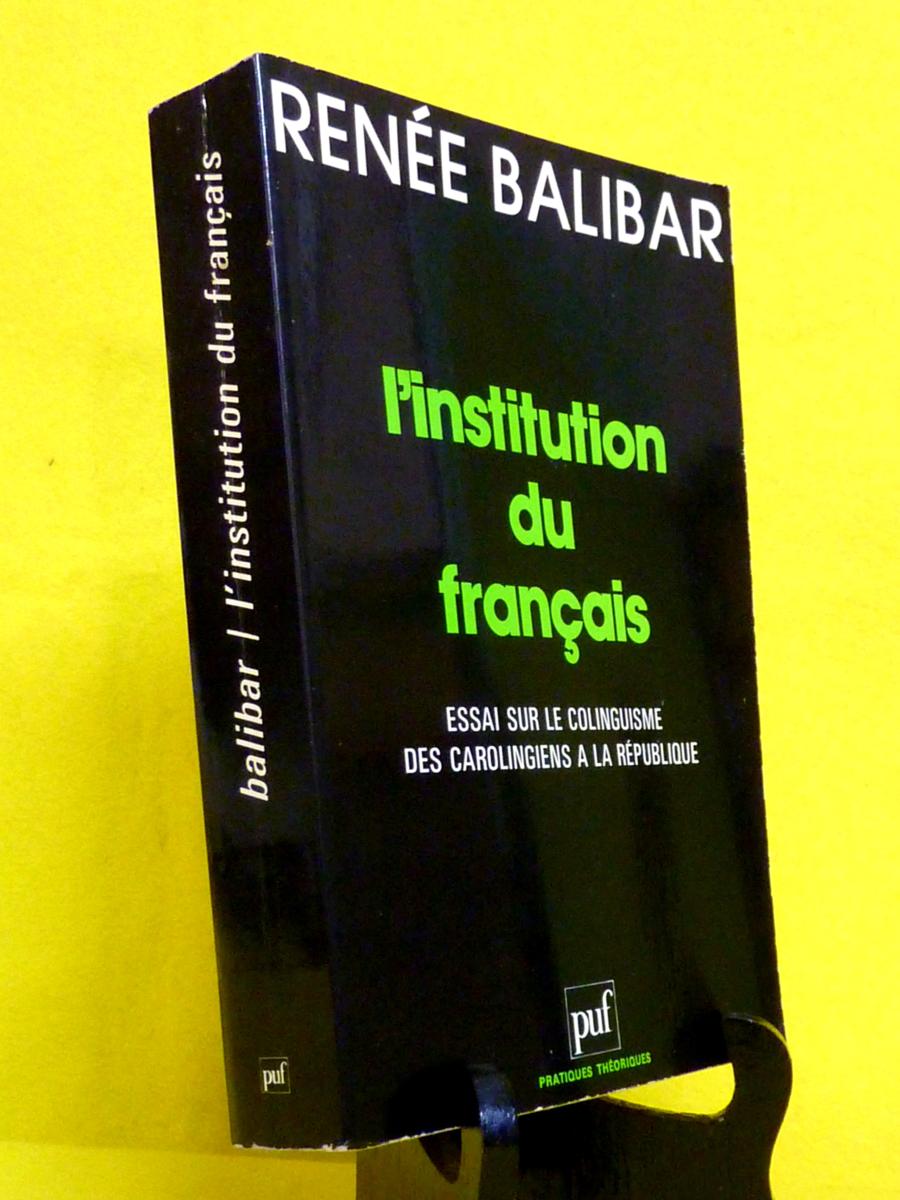 RENÉE BALIBAR
l'institution
du
français
ESSAI SUR LE COLINGUISME
DES CAROLINGIENS A LA RÉPUBLIQUE
puf
PRATIQUES THÉORIQUES
balibar / l'institution du français
puf